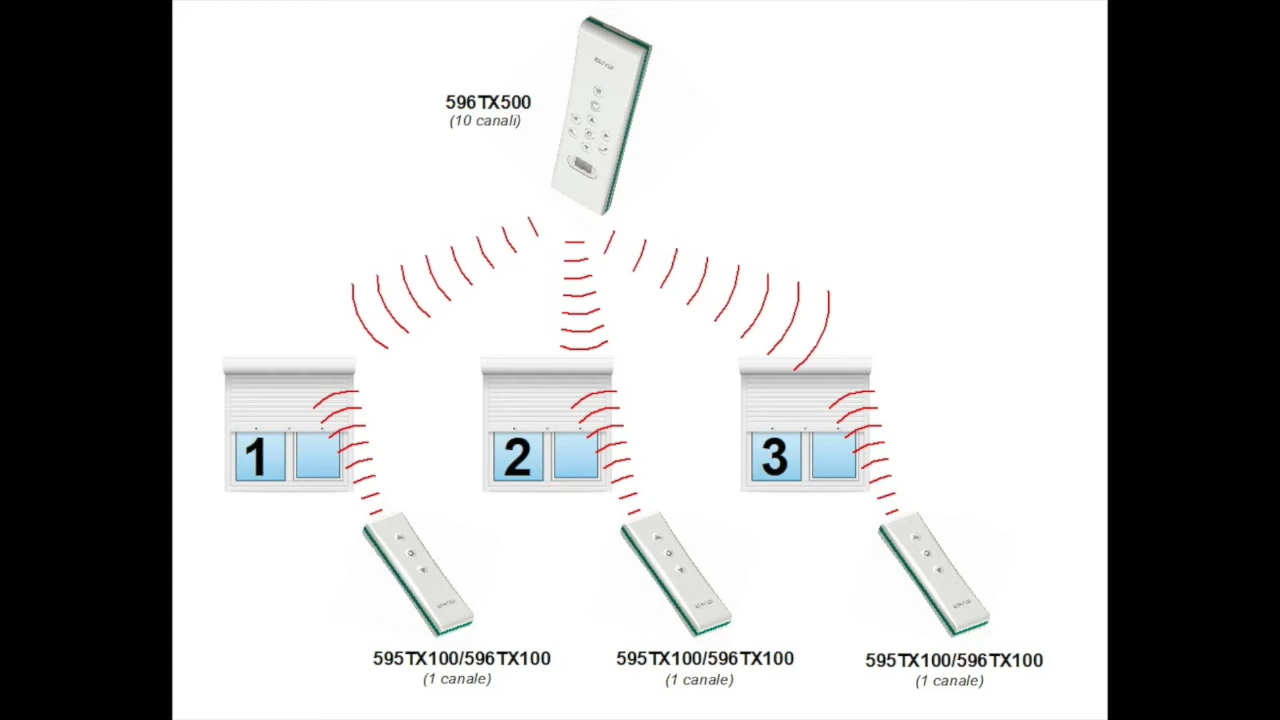 596TX500
(10 canali)
1
2
3
595TX100/596TX100
(1 canale)
595TX100/596TX100
(1 canale)
595TX100/596TX100
(1 canale)